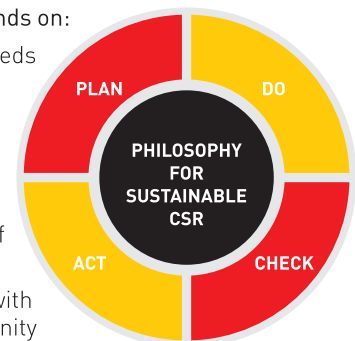 nds on:
eds
PLAN
DO
PHILOSOPHY
FOR
SUSTAINABLE
CSR
f
ACT
CHECK
with
nity